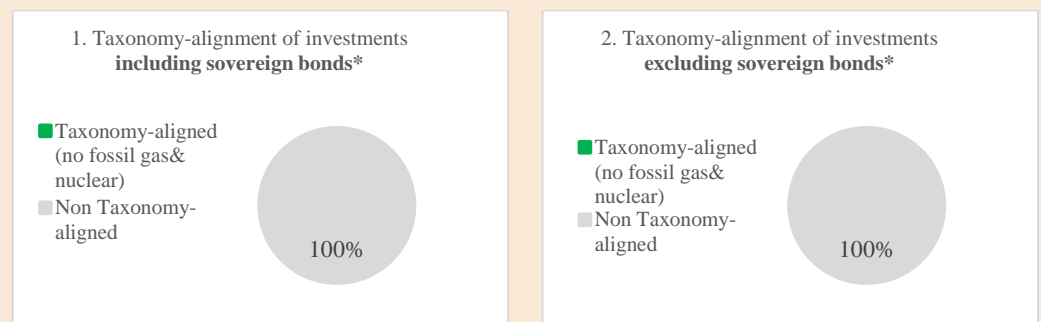 1. Taxonomy-alignment of investments
including sovereign bonds*
Taxonomy-aligned
(no fossil gas&
nuclear)
Non Taxonomy-
aligned
100%
2. Taxonomy-alignment of investments
excluding sovereign bonds*
Taxonomy-aligned
(no fossil gas&
nuclear)
Non Taxonomy-
aligned
100%